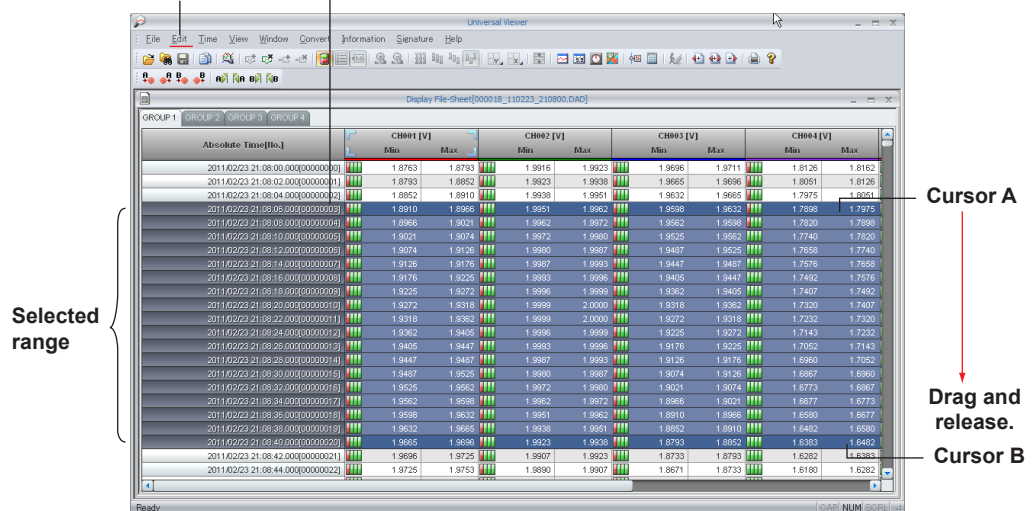 Universal Viewer
File Edit Time View Window Convert Information Signature Help
Display File-Sheet[000018_110223_210800.DAD]
GROUP 1 GROUP 2 GROUP 3 GROUP 4
Absolute Time[No.] CH001 [V] CH002 [V] CH003 [V] CH004 [V]
Min Max Min Max Min Max Min Max
2011/02/23 21:08:00.000[00000000] 1.8763 1.8793 1.9916 1.9923 1.9696 1.9711 1.8126 1.8162
2011/02/23 21:08:02.000[00000001] 1.8793 1.8852 1.9923 1.9938 1.9665 1.9696 1.8051 1.8126
2011/02/23 21:08:04.000[00000002] 1.8852 1.8910 1.9938 1.9951 1.9632 1.9665 1.7975 1.8051
2011/02/23 21:08:06.000[00000003] 1.8910 1.8966 1.9951 1.9962 1.9598 1.9632 1.7898 1.7975
2011/02/23 21:08:08.000[00000004] 1.8966 1.9021 1.9962 1.9972 1.9562 1.9598 1.7820 1.7898
2011/02/23 21:08:10.000[00000005] 1.9021 1.9074 1.9972 1.9980 1.9525 1.9562 1.7740 1.7820
2011/02/23 21:08:12.000[00000006] 1.9074 1.9126 1.9980 1.9987 1.9487 1.9525 1.7658 1.7740
2011/02/23 21:08:14.000[00000007] 1.9126 1.9176 1.9987 1.9993 1.9447 1.9487 1.7576 1.7658
2011/02/23 21:08:16.000[00000008] 1.9176 1.9225 1.9993 1.9996 1.9405 1.9447 1.7492 1.7576
2011/02/23 21:08:18.000[00000009] 1.9225 1.9272 1.9996 1.9999 1.9362 1.9405 1.7407 1.7492
2011/02/23 21:08:20.000[00000010] 1.9272 1.9318 1.9999 2.0000 1.9318 1.9362 1.7320 1.7407
2011/02/23 21:08:22.000[00000011] 1.9318 1.9362 1.9999 2.0000 1.9272 1.9318 1.7232 1.7320
2011/02/23 21:08:24.000[00000012] 1.9362 1.9405 1.9996 1.9999 1.9225 1.9272 1.7143 1.7232
2011/02/23 21:08:26.000[00000013] 1.9405 1.9447 1.9993 1.9996 1.9176 1.9225 1.7052 1.7143
2011/02/23 21:08:28.000[00000014] 1.9447 1.9487 1.9987 1.9993 1.9126 1.9176 1.6960 1.7052
2011/02/23 21:08:30.000[00000015] 1.9487 1.9525 1.9980 1.9987 1.9074 1.9126 1.6867 1.6960
2011/02/23 21:08:32.000[00000016] 1.9525 1.9562 1.9972 1.9980 1.9021 1.9074 1.6773 1.6867
2011/02/23 21:08:34.000[00000017] 1.9562 1.9598 1.9962 1.9972 1.8966 1.9021 1.6677 1.6773
2011/02/23 21:08:36.000[00000018] 1.9598 1.9632 1.9951 1.9962 1.8910 1.8966 1.6580 1.6677
2011/02/23 21:08:38.000[00000019] 1.9632 1.9665 1.9938 1.9951 1.8852 1.8910 1.6482 1.6580
2011/02/23 21:08:40.000[00000020] 1.9665 1.9696 1.9923 1.9938 1.8793 1.8852 1.6383 1.6482
2011/02/23 21:08:42.000[00000021] 1.9696 1.9725 1.9907 1.9923 1.8733 1.8793 1.6282 1.6383
2011/02/23 21:08:44.000[00000022] 1.9725 1.9753 1.9890 1.9907 1.8671 1.8733 1.6180 1.6282
Ready CAP NUM SCRL
Selected
range
Cursor A
Drag and
release.
Cursor B